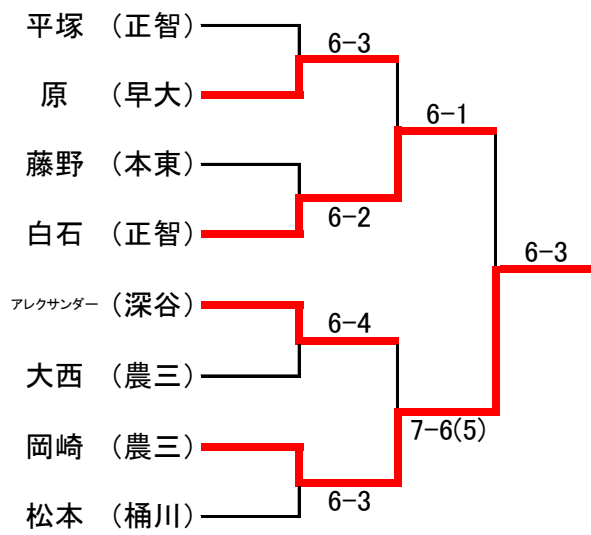 平塚 (正智)
6-3
原 (早大)
6-1
藤野 (本東)
6-2
白石 (正智)
6-3
アレクサンダー (深谷)
6-4
大西 (農三)
7-6(5)
岡崎 (農三)
6-3
松本 (桶川)